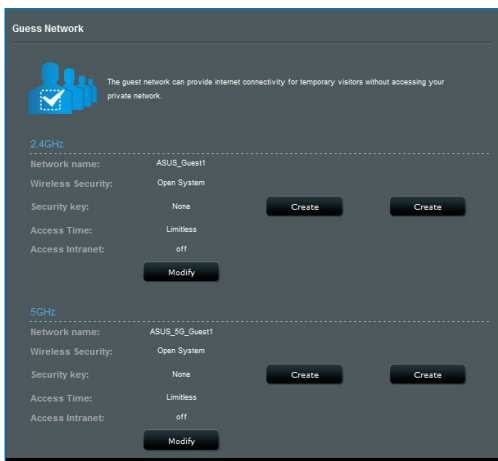 Guess Network
The guest network can provide internet connectivity for temporary visitors without accessing your
private network.
2.4GHz
Network name: ASUS_Guest1
Wireless Security: Open System
Security key: None Create Create
Access Time: Limitless
Access Intranet: off
Modify
5GHz
Network name: ASUS_5G_Guest1
Wireless Security: Open System
Security key: None Create Create
Access Time: Limitless
Access Intranet: off
Modify